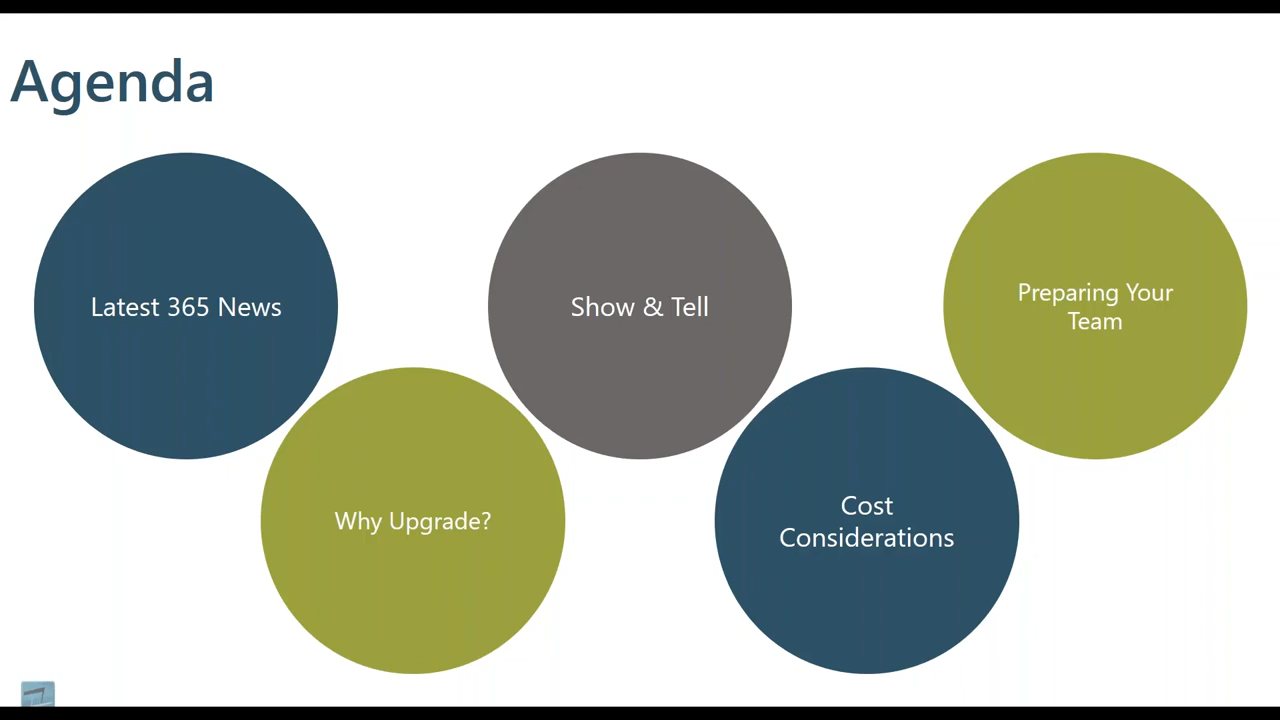 Agenda
Latest 365 News
Why Upgrade?
Show & Tell
Cost
Considerations
Preparing Your
Team